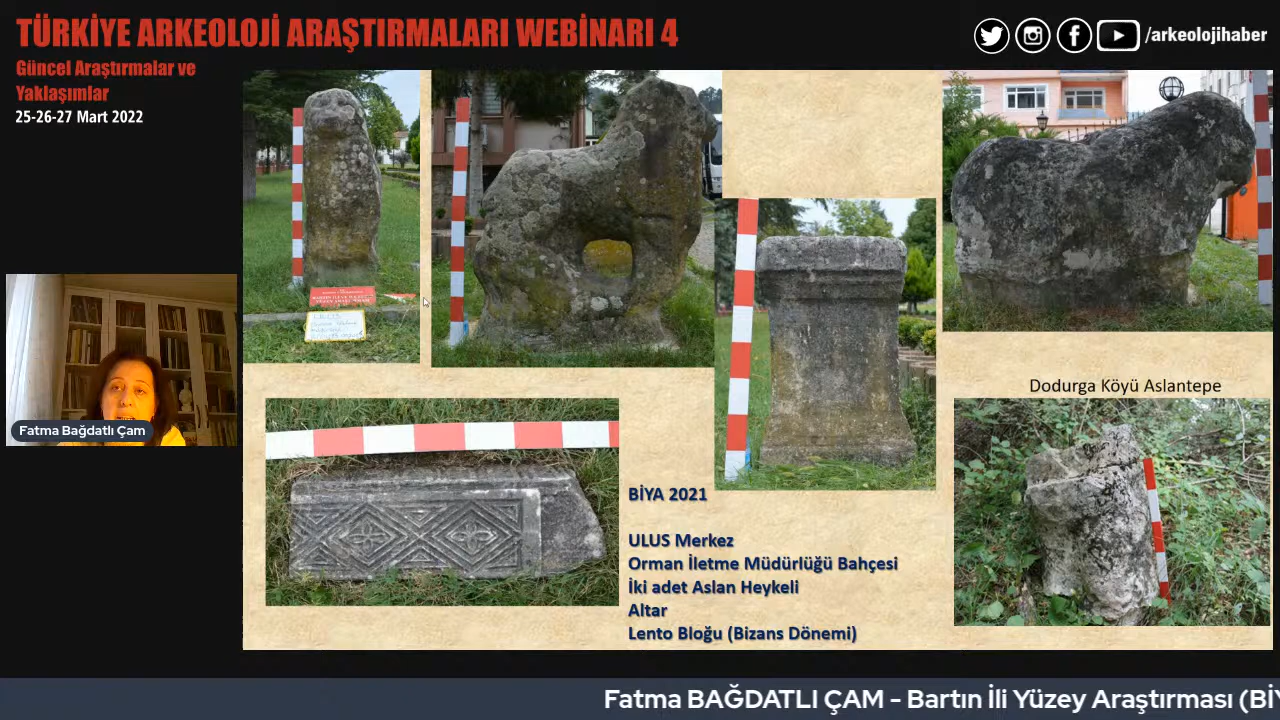 TÜRKİYE ARKEOLOJİ ARAŞTIRMALARI WEBİNARI 4
Güncel Araştırmalar ve
Yaklaşımlar
25-26-27 Mart 2022
/arkeolojihaber
Fatma Bağdatlı Çam
Dodurga Köyü Aslantepe
BİYA 2021
ULUS Merkez
Orman İletme Müdürlüğü Bahçesi
İki adet Aslan Heykeli
Altar
Lento Bloğu (Bizans Dönemi)
Fatma BAĞDATLI ÇAM - Bartın İli Yüzey Araştırması (BİY